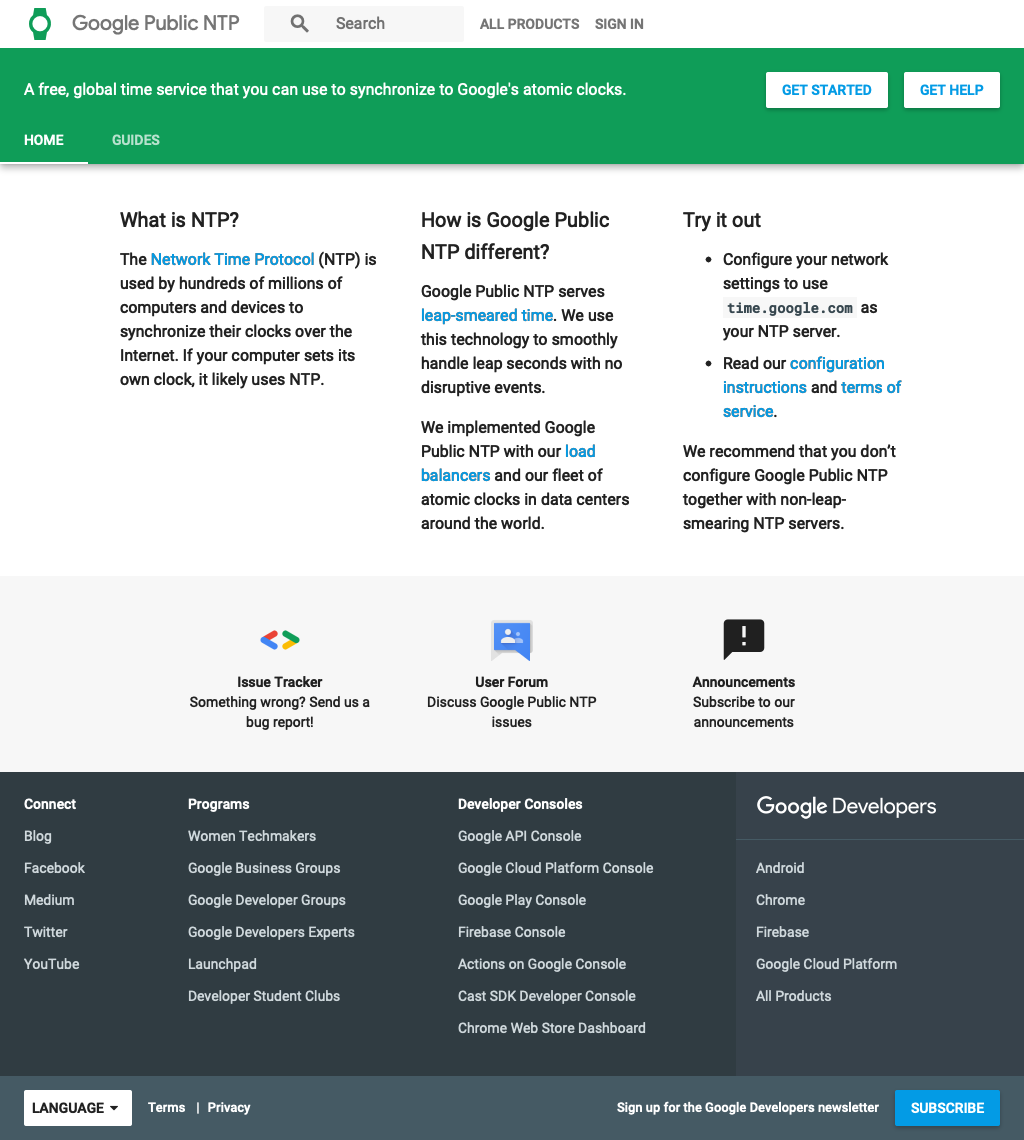 Google Public NTP
Search
ALL PRODUCTS
SIGN IN
A free, global time service that you can use to synchronize to Google's atomic clocks.
GET STARTED
GET HELP
HOME
GUIDES
What is NTP?
The Network Time Protocol (NTP) is
used by hundreds of millions of
computers and devices to
synchronize their clocks over the
Internet. If your computer sets its
own clock, it likely uses NTP.
How is Google Public
NTP different?
Google Public NTP serves
leap-smeared time. We use
this technology to smoothly
handle leap seconds with no
disruptive events.
We implemented Google
Public NTP with our load
balancers and our fleet of
atomic clocks in data centers
around the world.
Try it out
• Configure your network
settings to use
time.google.com as
your NTP server.
• Read our configuration
instructions and terms of
service.
We recommend that you don’t
configure Google Public NTP
together with non-leap-
smearing NTP servers.
Issue Tracker
Something wrong? Send us a
bug report!
User Forum
Discuss Google Public NTP
issues
Announcements
Subscribe to our
announcements
Connect
Blog
Facebook
Medium
Twitter
YouTube
Programs
Women Techmakers
Google Business Groups
Google Developer Groups
Google Developers Experts
Launchpad
Developer Student Clubs
Developer Consoles
Google API Console
Google Cloud Platform Console
Google Play Console
Firebase Console
Actions on Google Console
Cast SDK Developer Console
Chrome Web Store Dashboard
Google Developers
Android
Chrome
Firebase
Google Cloud Platform
All Products
LANGUAGE
Terms | Privacy
Sign up for the Google Developers newsletter
SUBSCRIBE